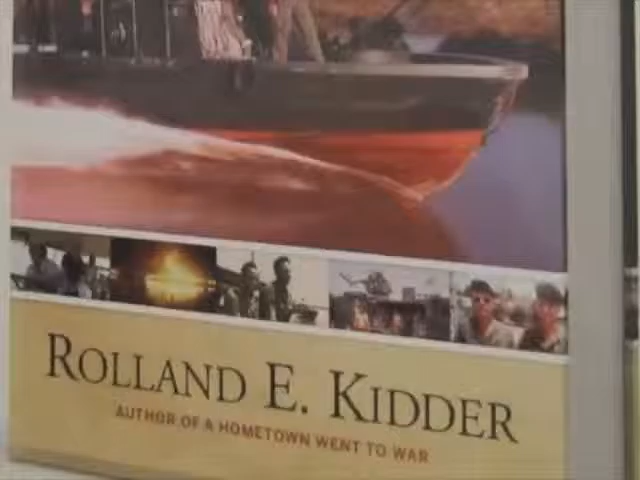 ROLLAND E. KIDDER
AUTHOR OF A HOMETOWN WENT TO WAR